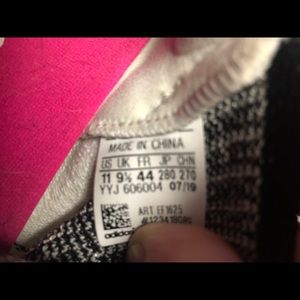 MADE IN CHINA
US UK FR JP CHN
11 9½ 44 280 270
YYJ 606004 07/19
ART EF1625
adidas